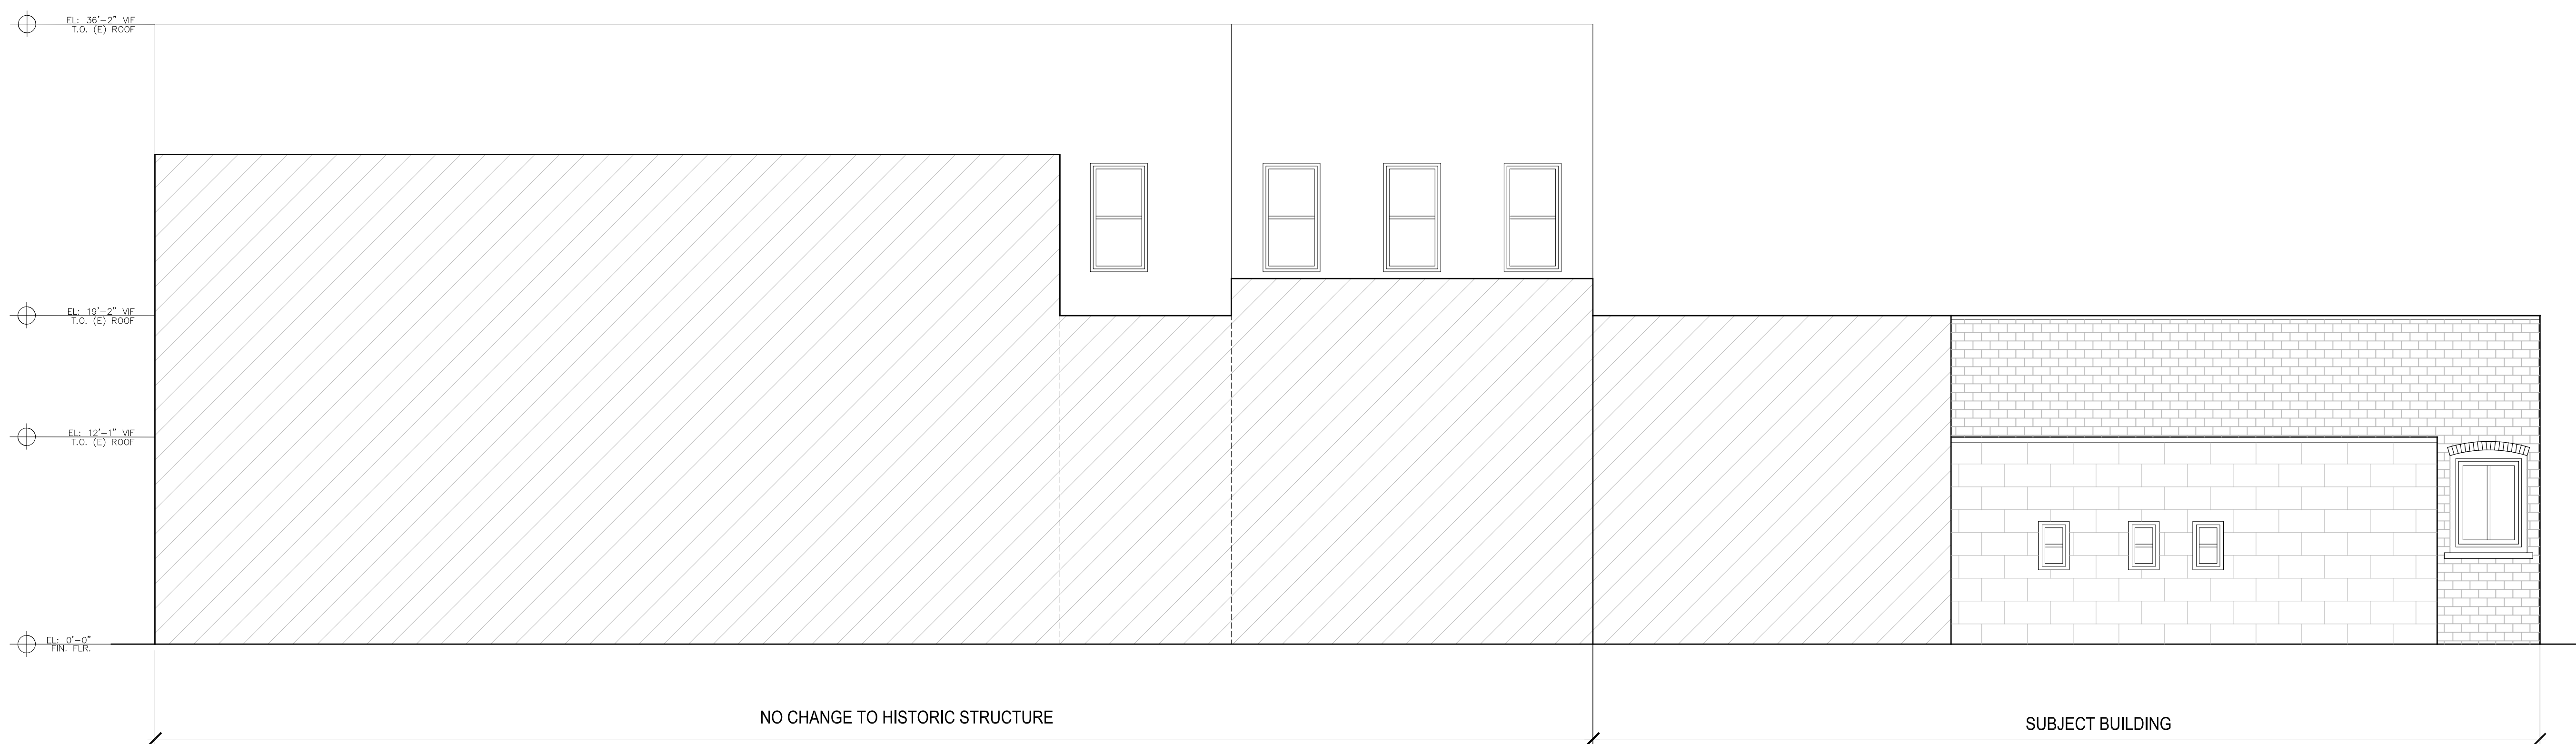 EL: 36'-2" VIF
T.O. (E) ROOF
EL: 19'-2" VIF
T.O. (E) ROOF
EL: 12'-1" VIF
T.O. (E) ROOF
EL: 0'-0"
FIN. FLR.
NO CHANGE TO HISTORIC STRUCTURE
SUBJECT BUILDING